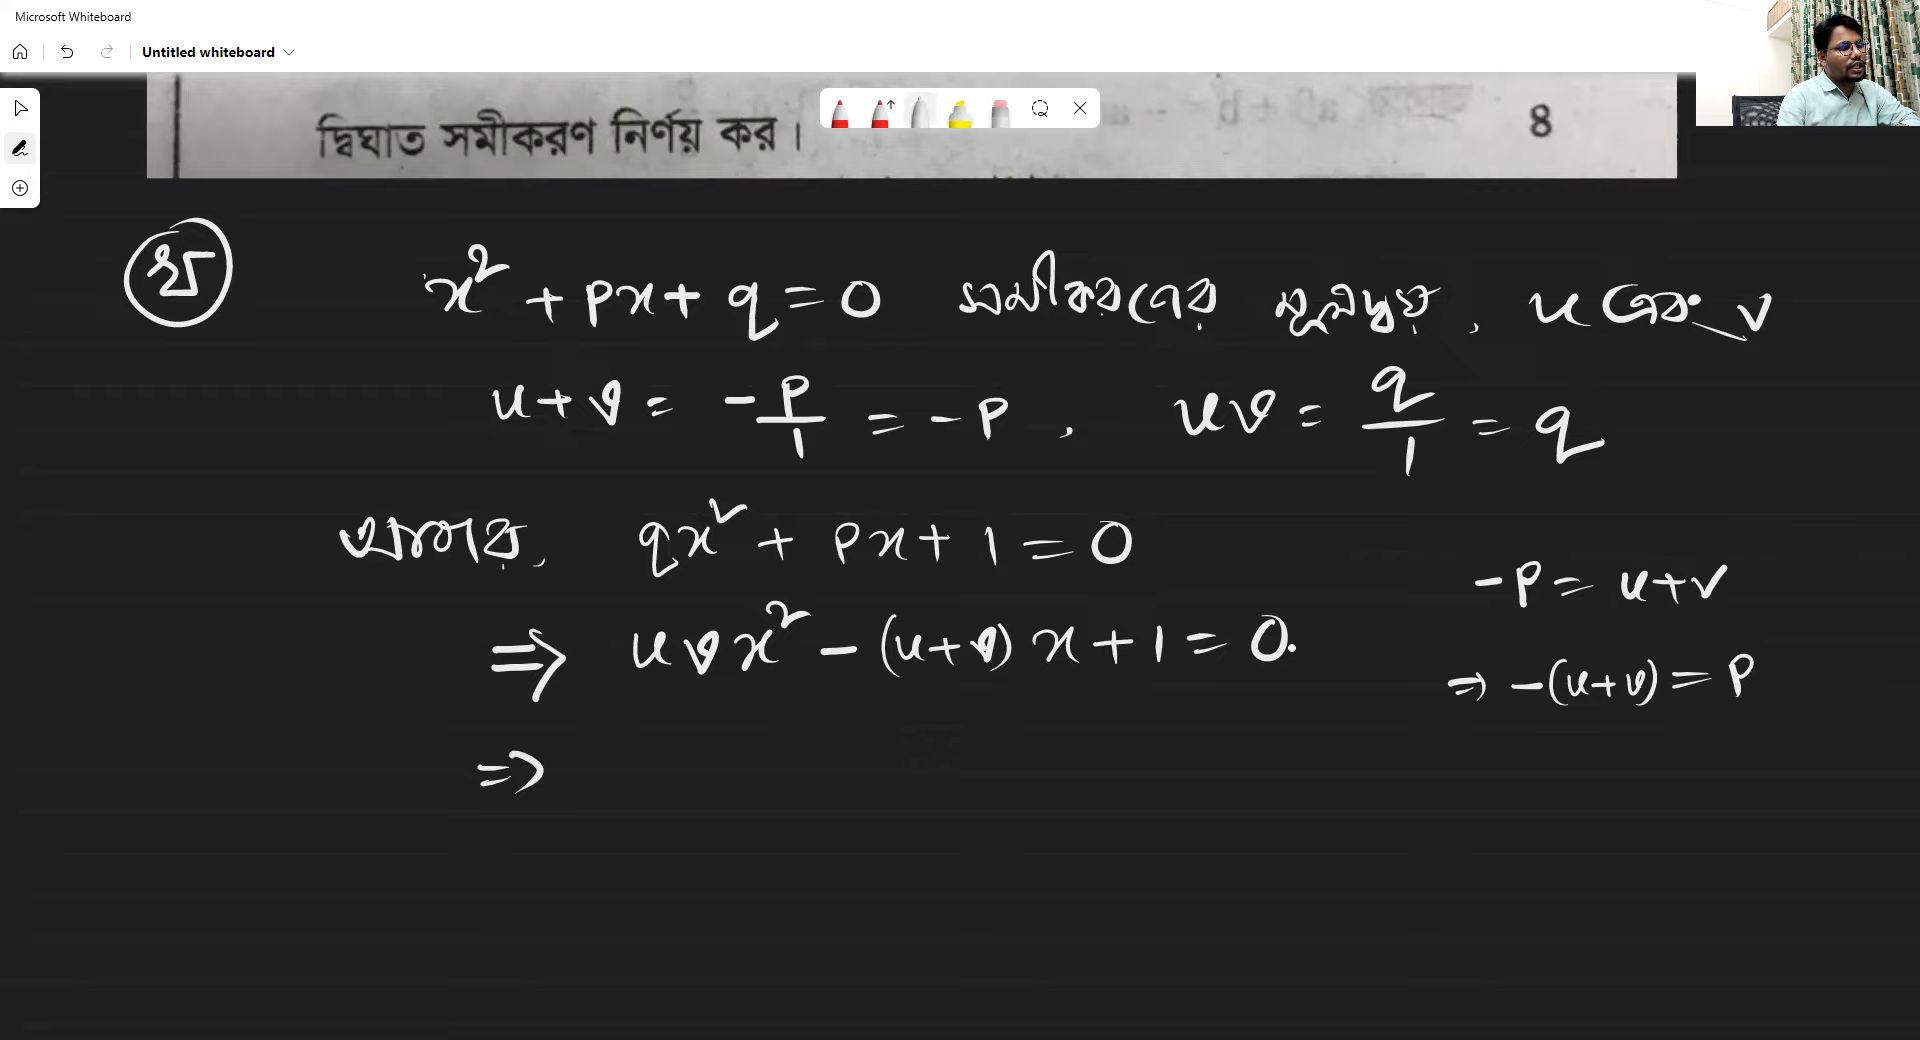 Microsoft Whiteboard
Untitled whiteboard
দ্বিঘাত সমীকরণ নির্ণয় কর। 8
খ
x² + px + q = 0 সমীকরণের মূলদ্বয়, u এবং v
u + v = -p/1 = -p, uv = q/1 = q
qx² + px + 1 = 0
-p = u+v
⇒ uvx² - (u+v)x + 1 = 0.
⇒ -(u+v) = p
⇒